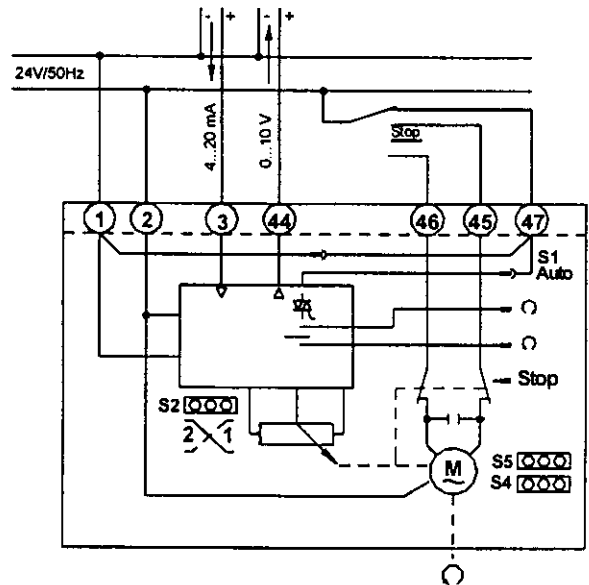 - + - +
24V/50Hz
4...20 mA
0...10 V
Stop
1 2 3 44 46 45 47
S1
Auto
Stop
S2
2 1
M
S5
S4